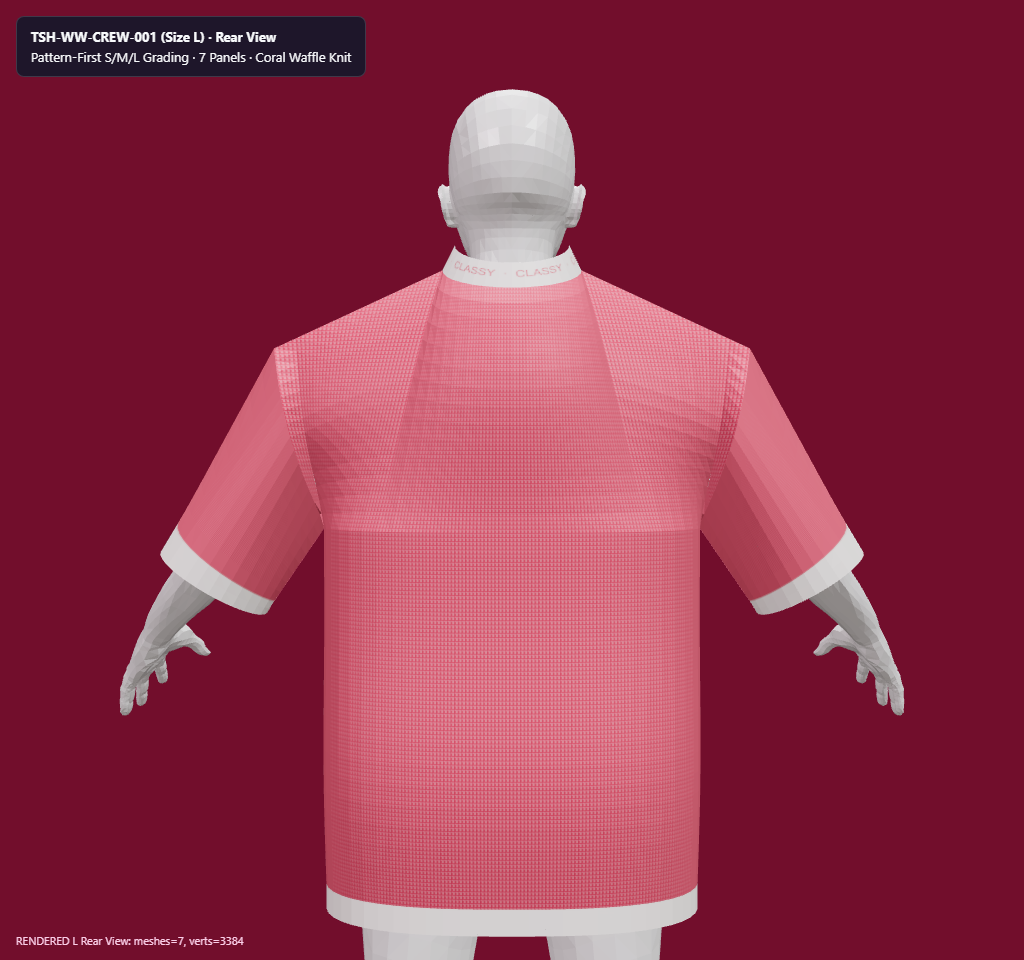 TSH-WW-CREW-001 (Size L) · Rear View
Pattern-First S/M/L Grading · 7 Panels · Coral Waffle Knit
CLASSY CLASSY
RENDERED L Rear View: meshes=7, verts=3384